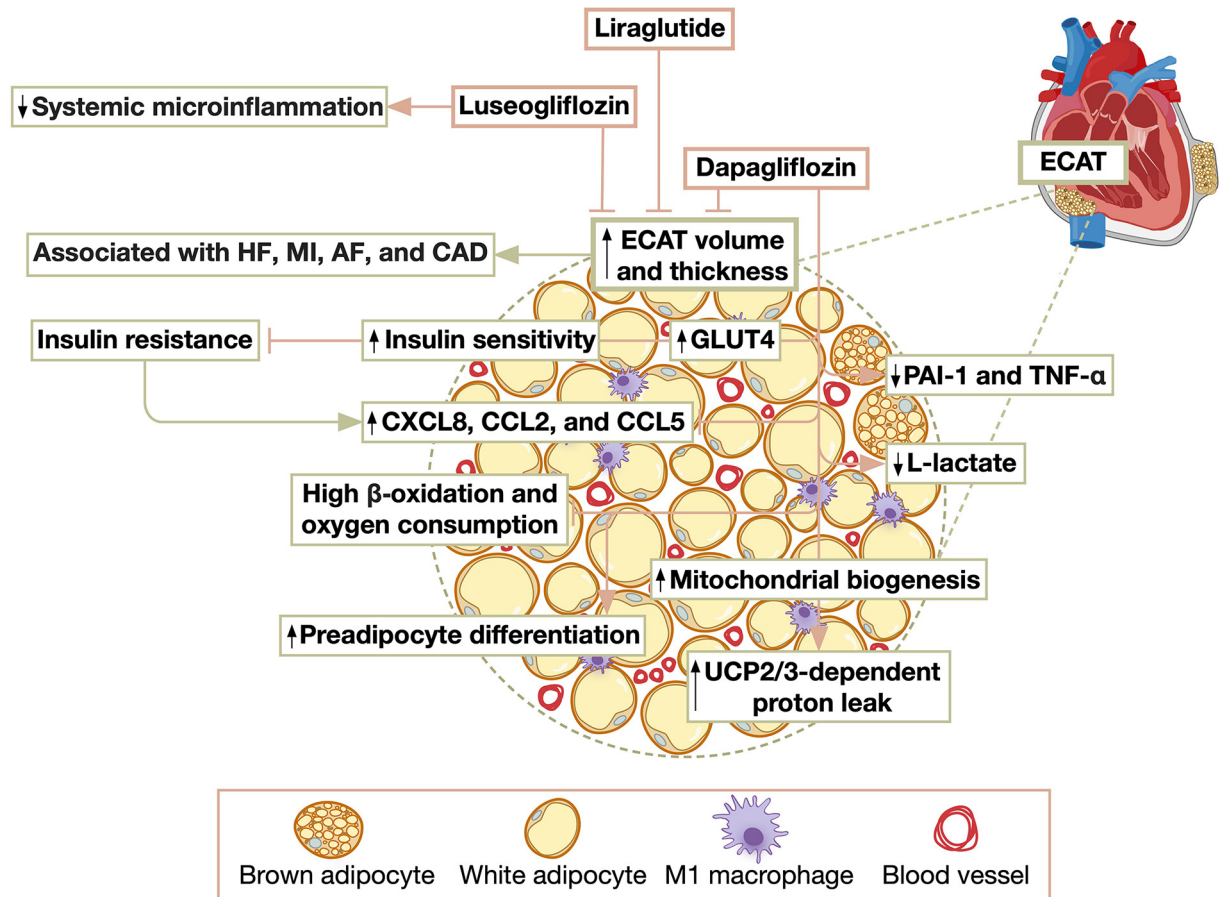 Liraglutide
↓Systemic microinflammation
Luseogliflozin
Dapagliflozin
ECAT
Associated with HF, MI, AF, and CAD
↑ECAT volume
and thickness
Insulin resistance
↑Insulin sensitivity
↑GLUT4
↓PAI-1 and TNF-α
↑CXCL8, CCL2, and CCL5
↓L-lactate
High β-oxidation and
oxygen consumption
↑Mitochondrial biogenesis
↑Preadipocyte differentiation
↑UCP2/3-dependent
proton leak
Brown adipocyte
White adipocyte
M1 macrophage
Blood vessel